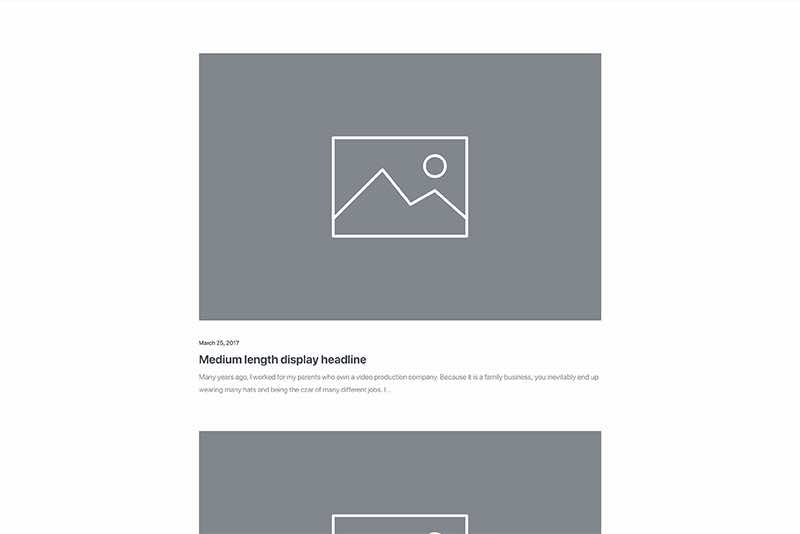 March 25, 2017
Medium length display headline
Many years ago, I worked for my parents who own a video production company. Because it is a family business, you inevitably end up
wearing many hats and being the czar of many different jobs. I ...